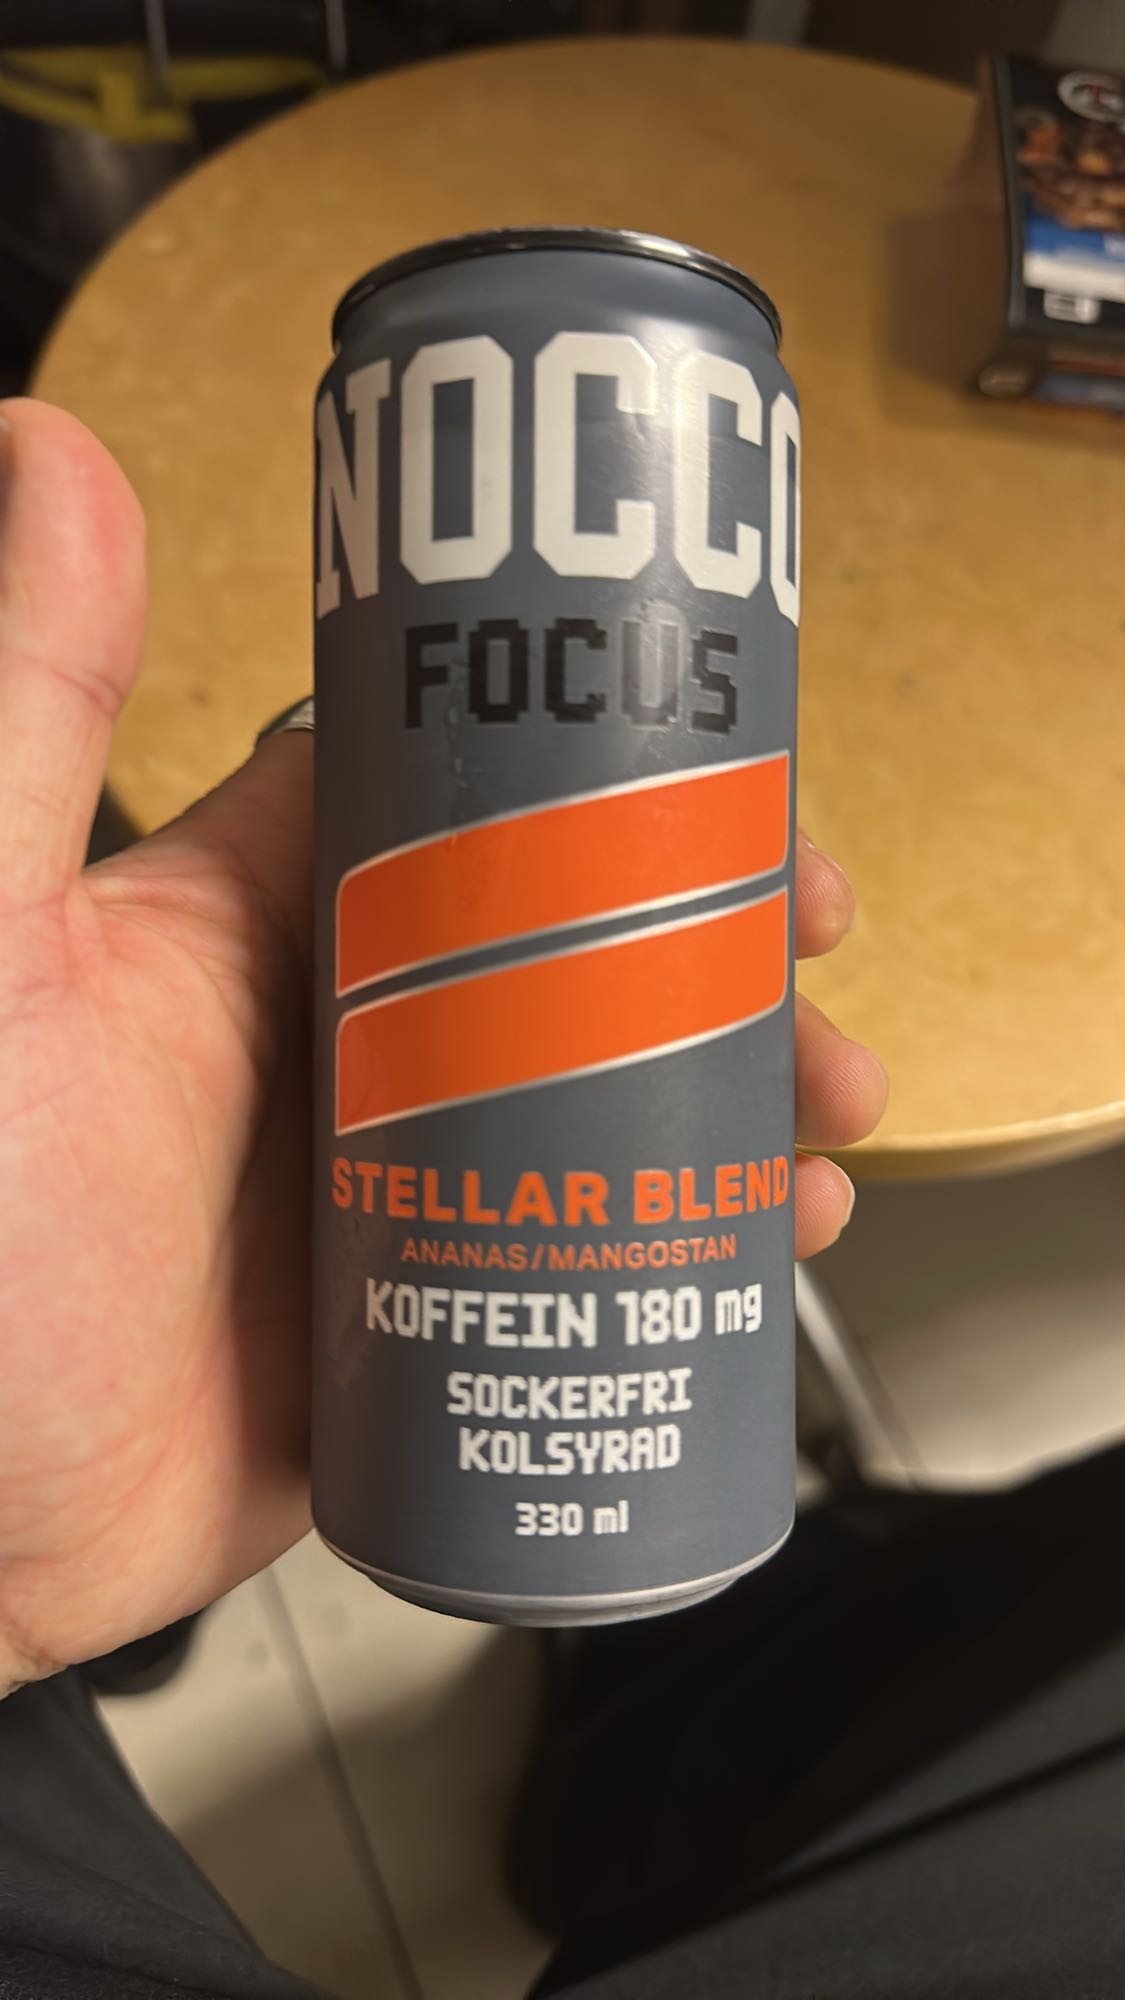 NOCCO
FOCUS
STELLAR BLEND
ANANAS/MANGOSTAN
KOFFEIN 180 mg
SOCKERFRI
KOLSYRAD
330 ml